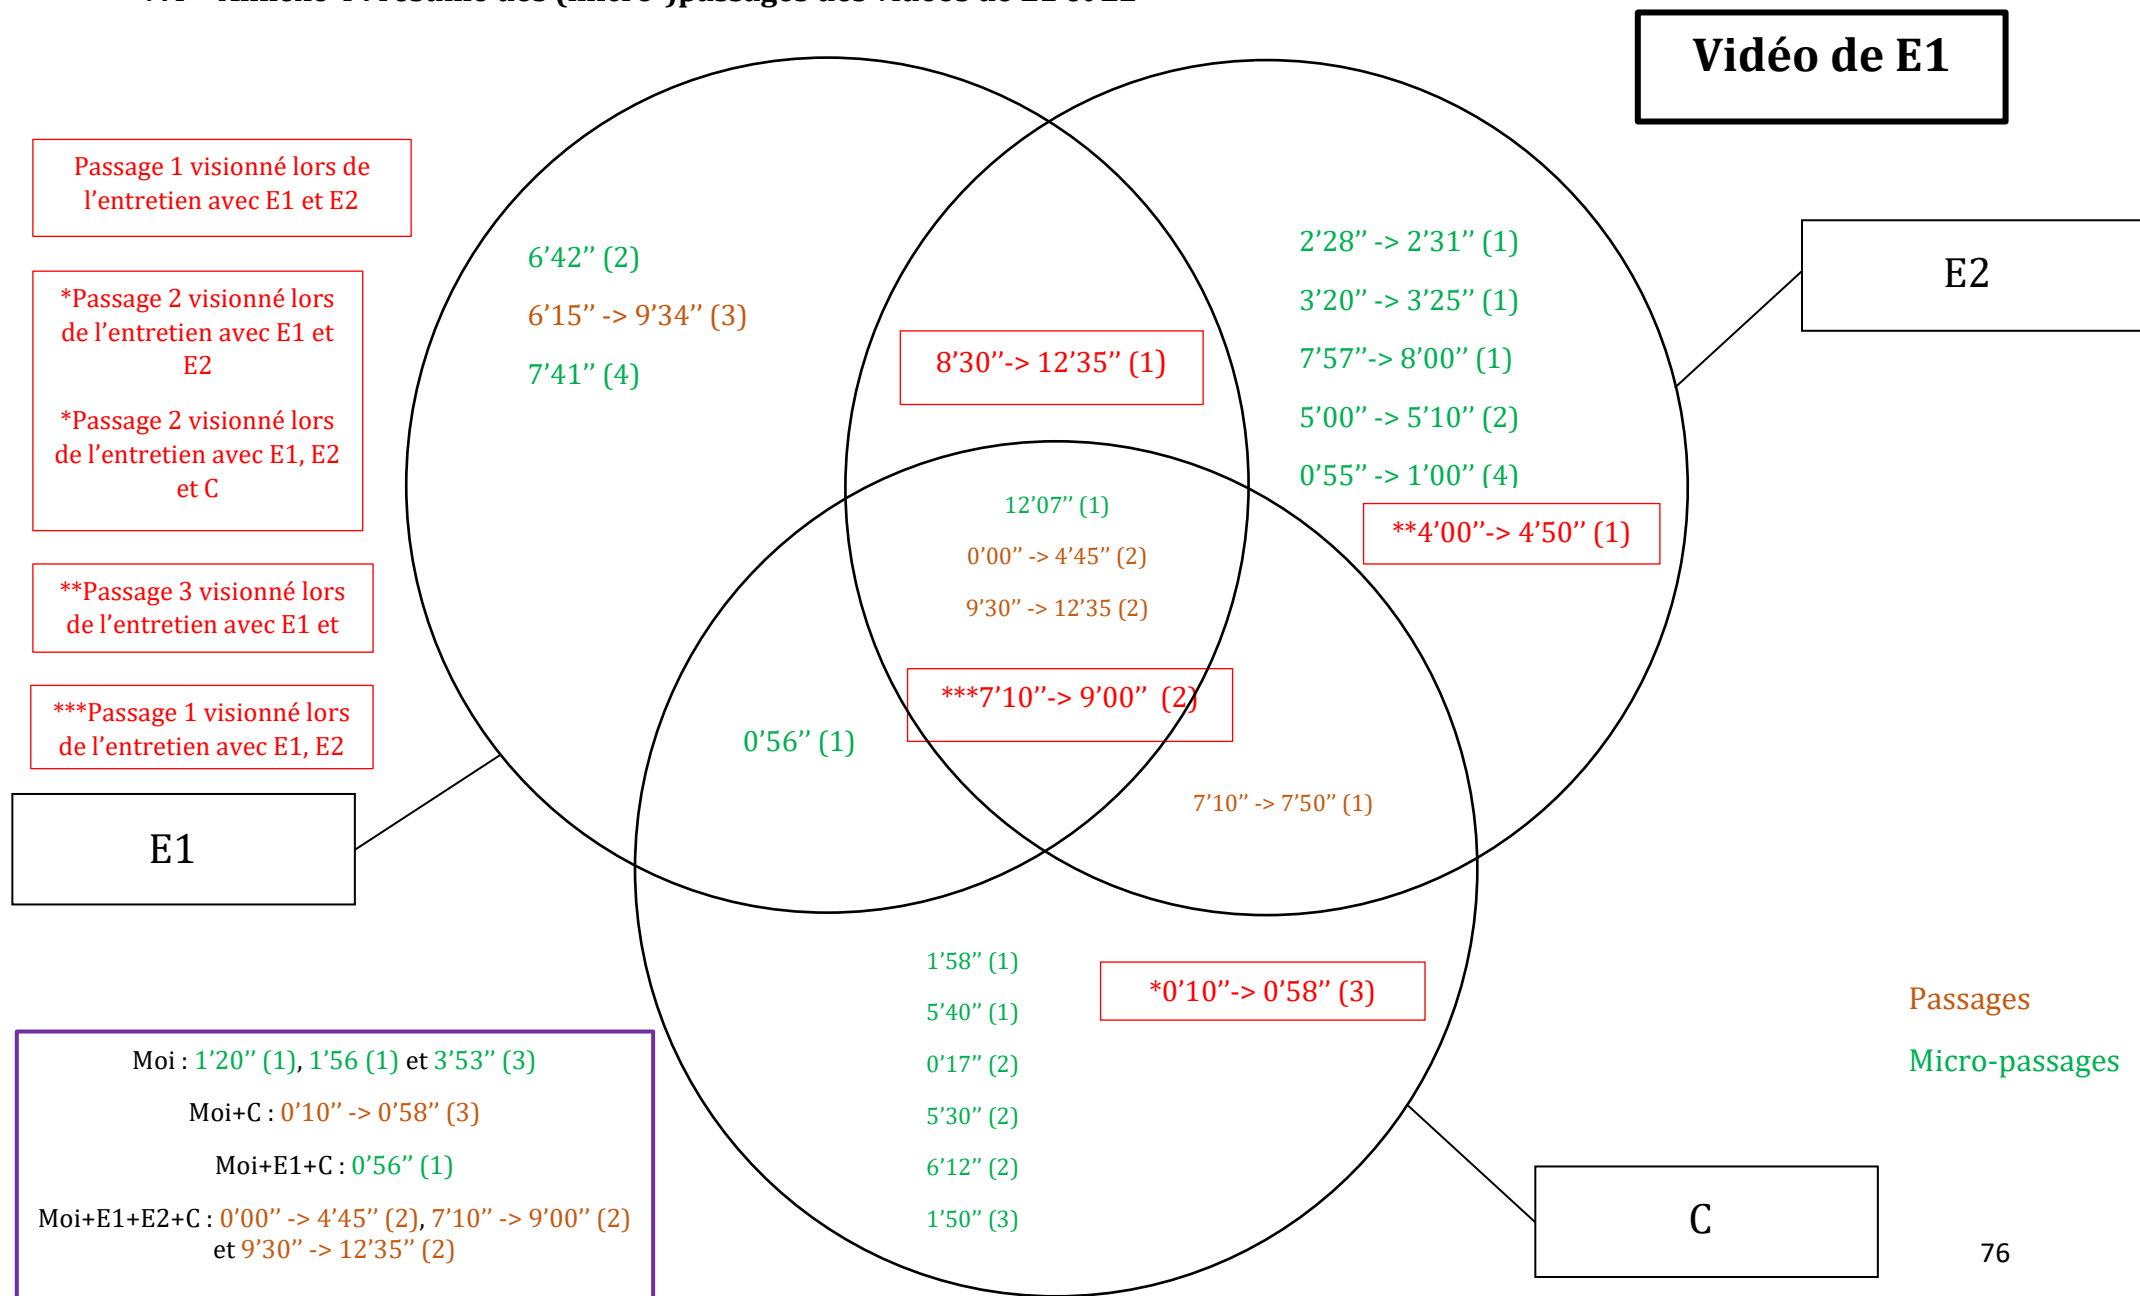 Vidéo de E1
Passage 1 visionné lors de
l’entretien avec E1 et E2
*Passage 2 visionné lors
de l’entretien avec E1 et
E2
*Passage 2 visionné lors
de l’entretien avec E1, E2
et C
**Passage 3 visionné lors
de l’entretien avec E1 et
***Passage 1 visionné lors
de l’entretien avec E1, E2
E1
6’42’’ (2)
6’15’’ -> 9’34’’ (3)
7’41’’ (4)
8’30’’-> 12’35’’ (1)
2’28’’ -> 2’31’’ (1)
3’20’’ -> 3’25’’ (1)
7’57’’-> 8’00’’ (1)
5’00’’ -> 5’10’’ (2)
0’55’’ -> 1’00’’ (4)
**4’00’’-> 4’50’’ (1)
E2
12’07’’ (1)
0’00’’ -> 4’45’’ (2)
9’30’’ -> 12’35 (2)
***7’10’’-> 9’00’’ (2)
0’56’’ (1)
7’10’’ -> 7’50’’ (1)
1’58’’ (1)
5’40’’ (1)
0’17’’ (2)
5’30’’ (2)
6’12’’ (2)
1’50’’ (3)
*0’10’’-> 0’58’’ (3)
C
Passages
Micro-passages
Moi : 1’20’’ (1), 1’56 (1) et 3’53’’ (3)
Moi+C : 0’10’’ -> 0’58’’ (3)
Moi+E1+C : 0’56’’ (1)
Moi+E1+E2+C : 0’00’’ -> 4’45’’ (2), 7’10’’ -> 9’00’’ (2)
et 9’30’’ -> 12’35’’ (2)
76